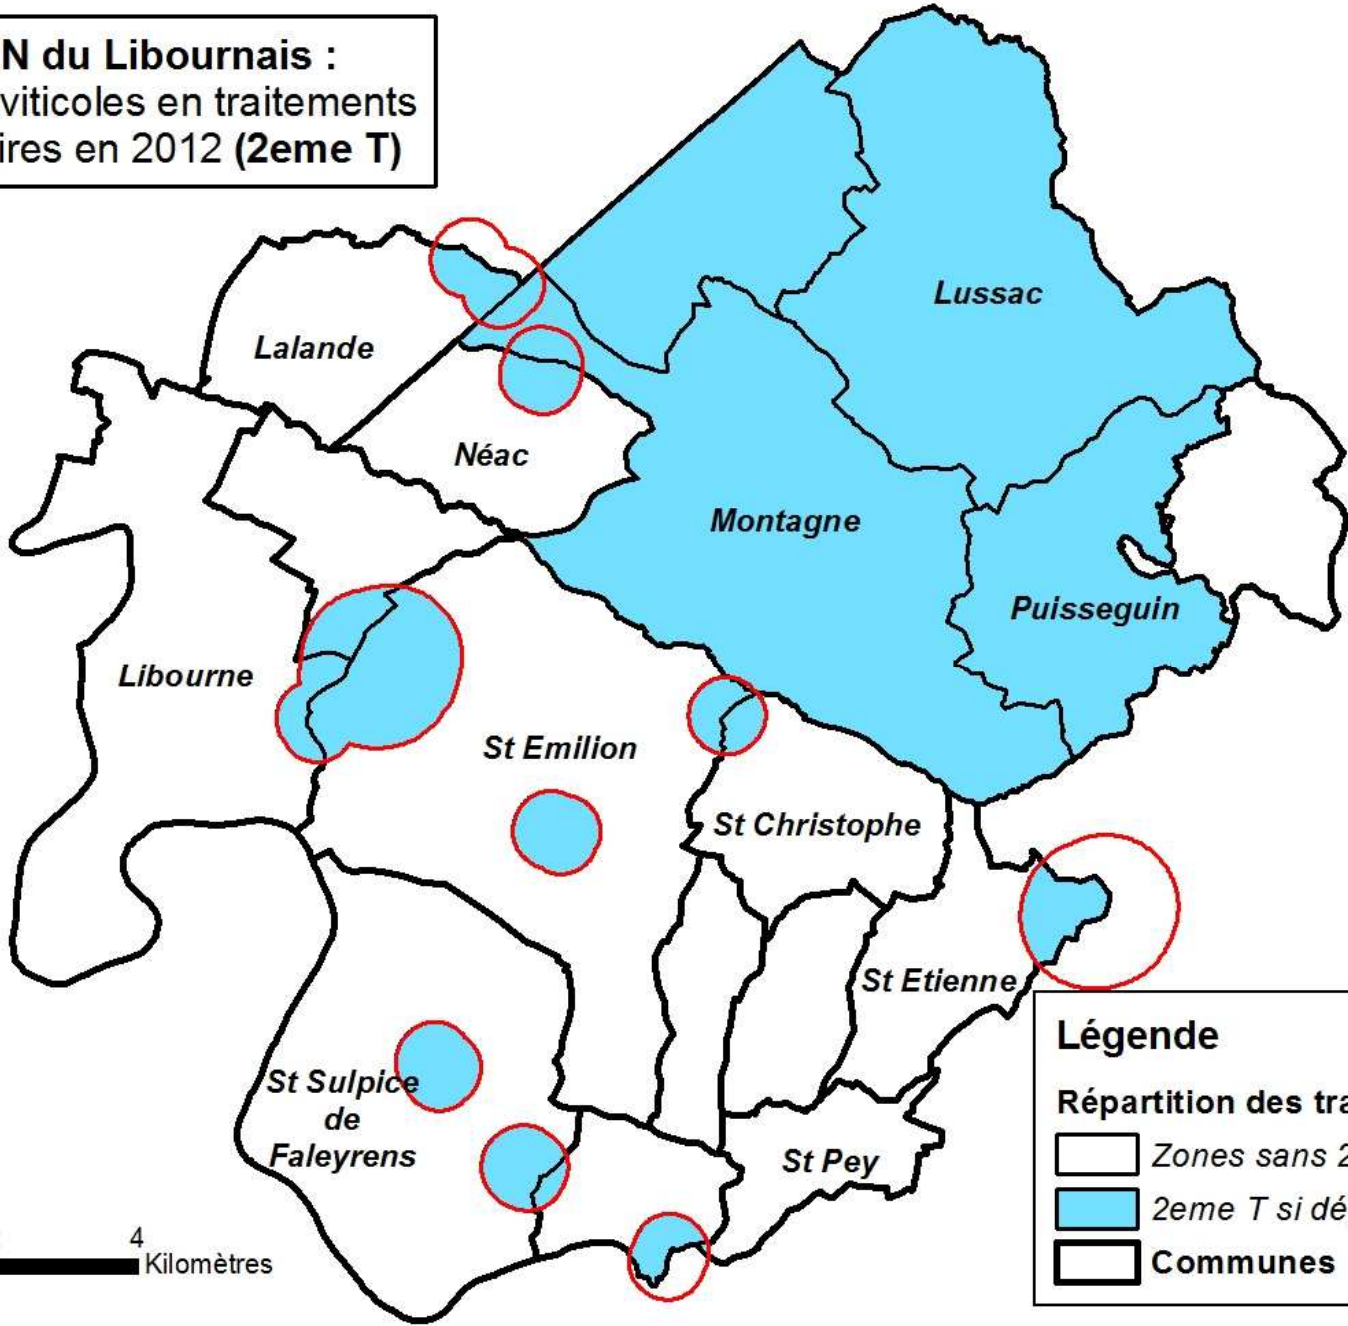 N du Libournais :
viticoles en traitements
ires en 2012 (2eme T)
Lussac
Lalande
Néac
Montagne
Puisseguin
Libourne
St Emilion
St Christophe
St Etienne
St Sulpice
de
Faleyrens
St Pey
4
Kilomètres
Légende
Répartition des tra
Zones sans 2
2eme T si dé
Communes